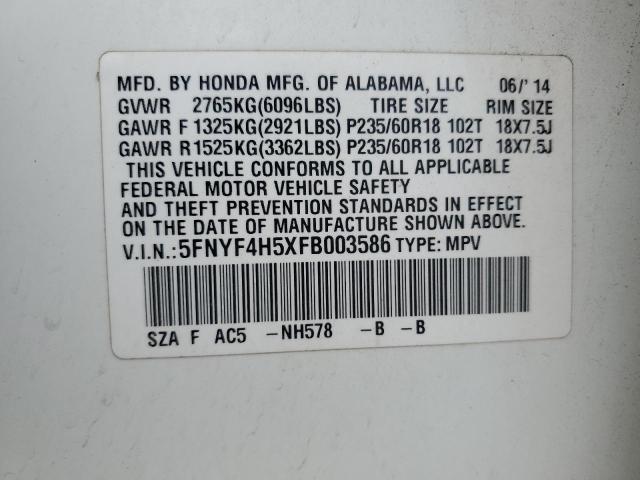 MFD. BY HONDA MFG. OF ALABAMA, LLC 06/'14
GVWR 2765KG(6096LBS) TIRE SIZE RIM SIZE
GAWR F 1325KG(2921LBS) P235/60R18 102T 18X7.5J
GAWR R 1525KG(3362LBS) P235/60R18 102T 18X7.5J
THIS VEHICLE CONFORMS TO ALL APPLICABLE
FEDERAL MOTOR VEHICLE SAFETY
AND THEFT PREVENTION STANDARDS IN EFFECT
ON THE DATE OF MANUFACTURE SHOWN ABOVE.
V.I.N.:5FNYF4H5XFB003586 TYPE: MPV
SZA F AC5 -NH578 -B -B